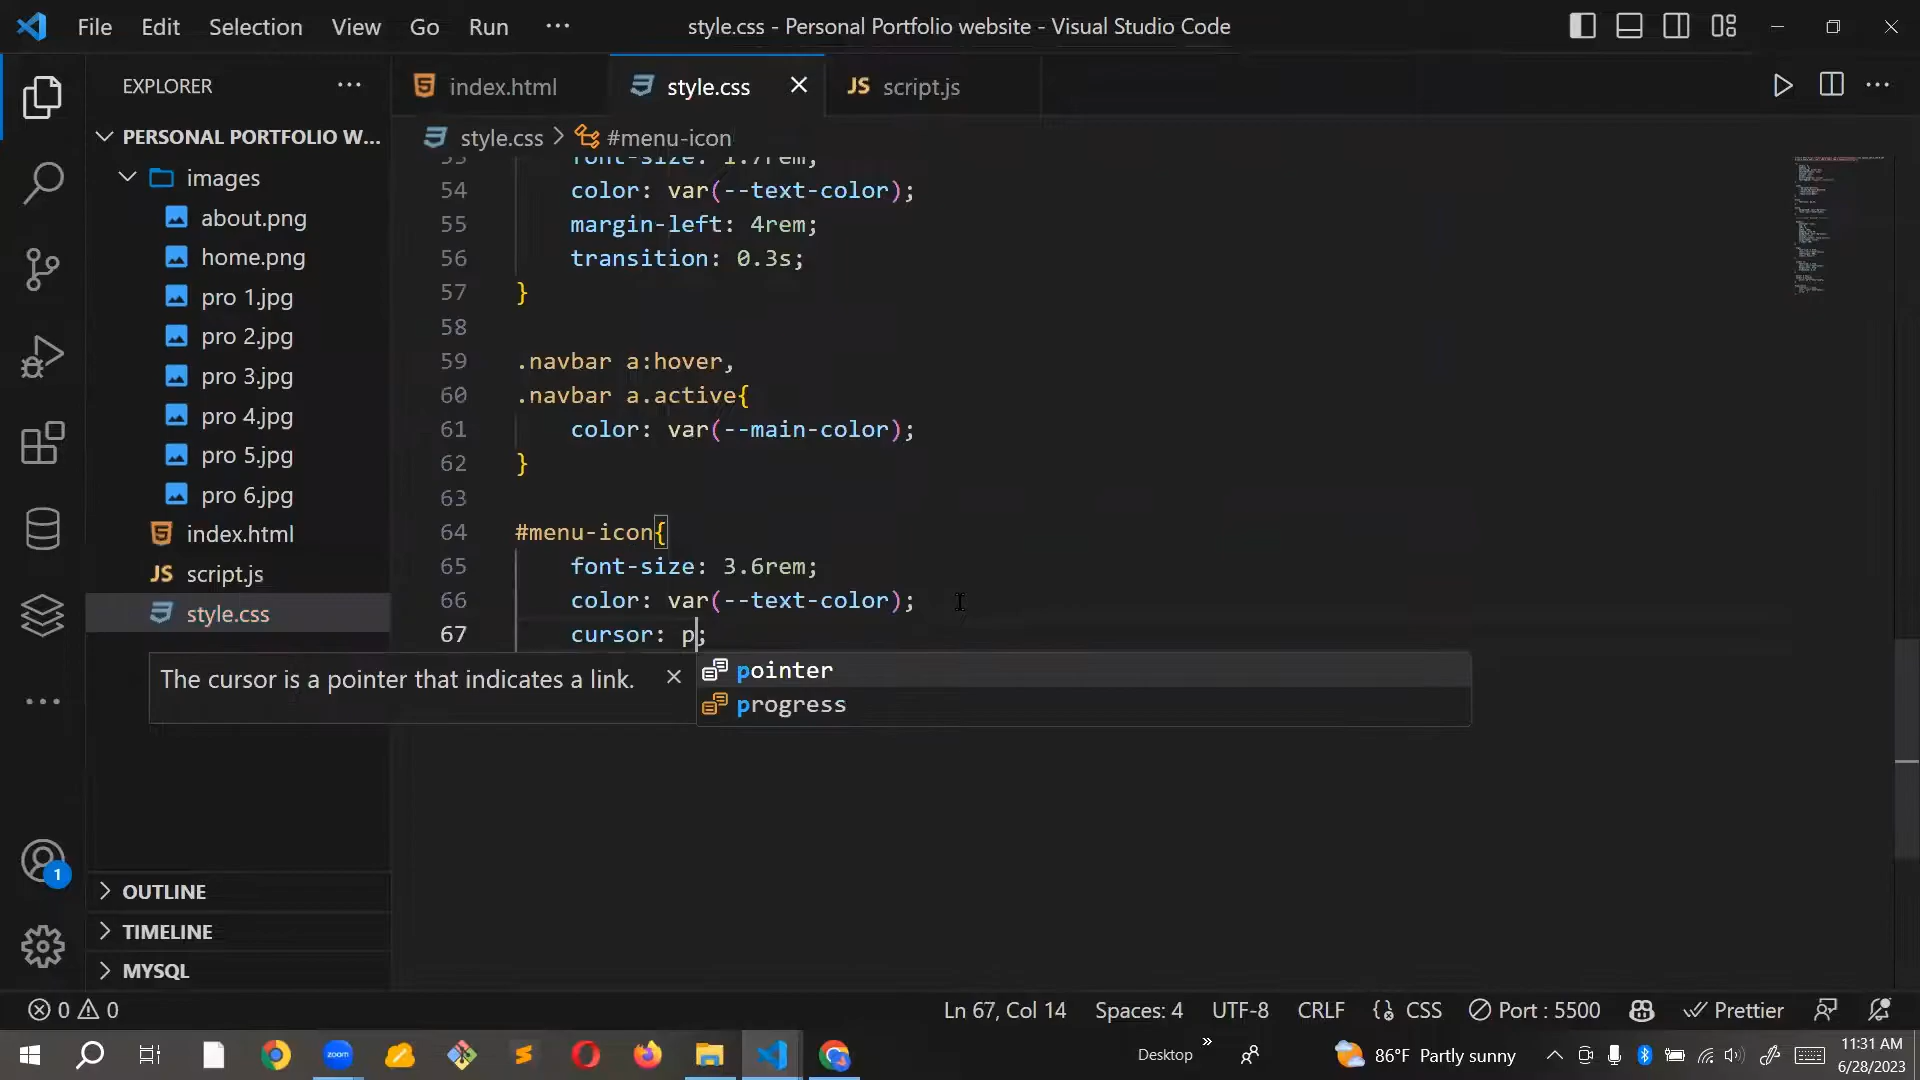 File Edit Selection View Go Run ···
style.css - Personal Portfolio website - Visual Studio Code
EXPLORER
index.html
style.css
JS script.js
PERSONAL PORTFOLIO W...
style.css > #menu-icon
images
about.png
home.png
pro 1.jpg
pro 2.jpg
pro 3.jpg
pro 4.jpg
pro 5.jpg
pro 6.jpg
index.html
JS script.js
style.css
OUTLINE
TIMELINE
MYSQL
1
53 font-size: 1.7rem;
54 color: var(--text-color);
55 margin-left: 4rem;
56 transition: 0.3s;
57 }
58
59 .navbar a:hover,
60 .navbar a.active{
61 color: var(--main-color);
62 }
63
64 #menu-icon{
65 font-size: 3.6rem;
66 color: var(--text-color);
67 cursor: p;
The cursor is a pointer that indicates a link.
pointer
progress
0 0
Ln 67, Col 14 Spaces: 4 UTF-8 CRLF CSS Port : 5500 Prettier
zoom
Desktop
86°F Partly sunny
11:31 AM
6/28/2023